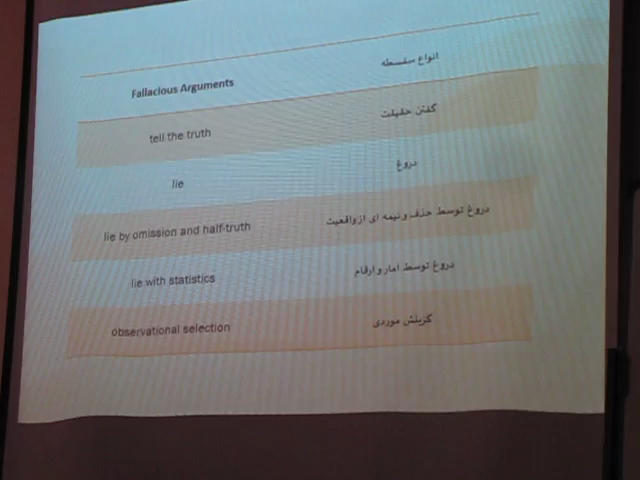 Fallacious Arguments انواع سفسطه
tell the truth گفتن حقیقت
lie دروغ
lie by omission and half-truth دروغ توسط حذف و نیمه ای از واقعیت
lie with statistics دروغ توسط امار و ارقام
observational selection گزینش موردی